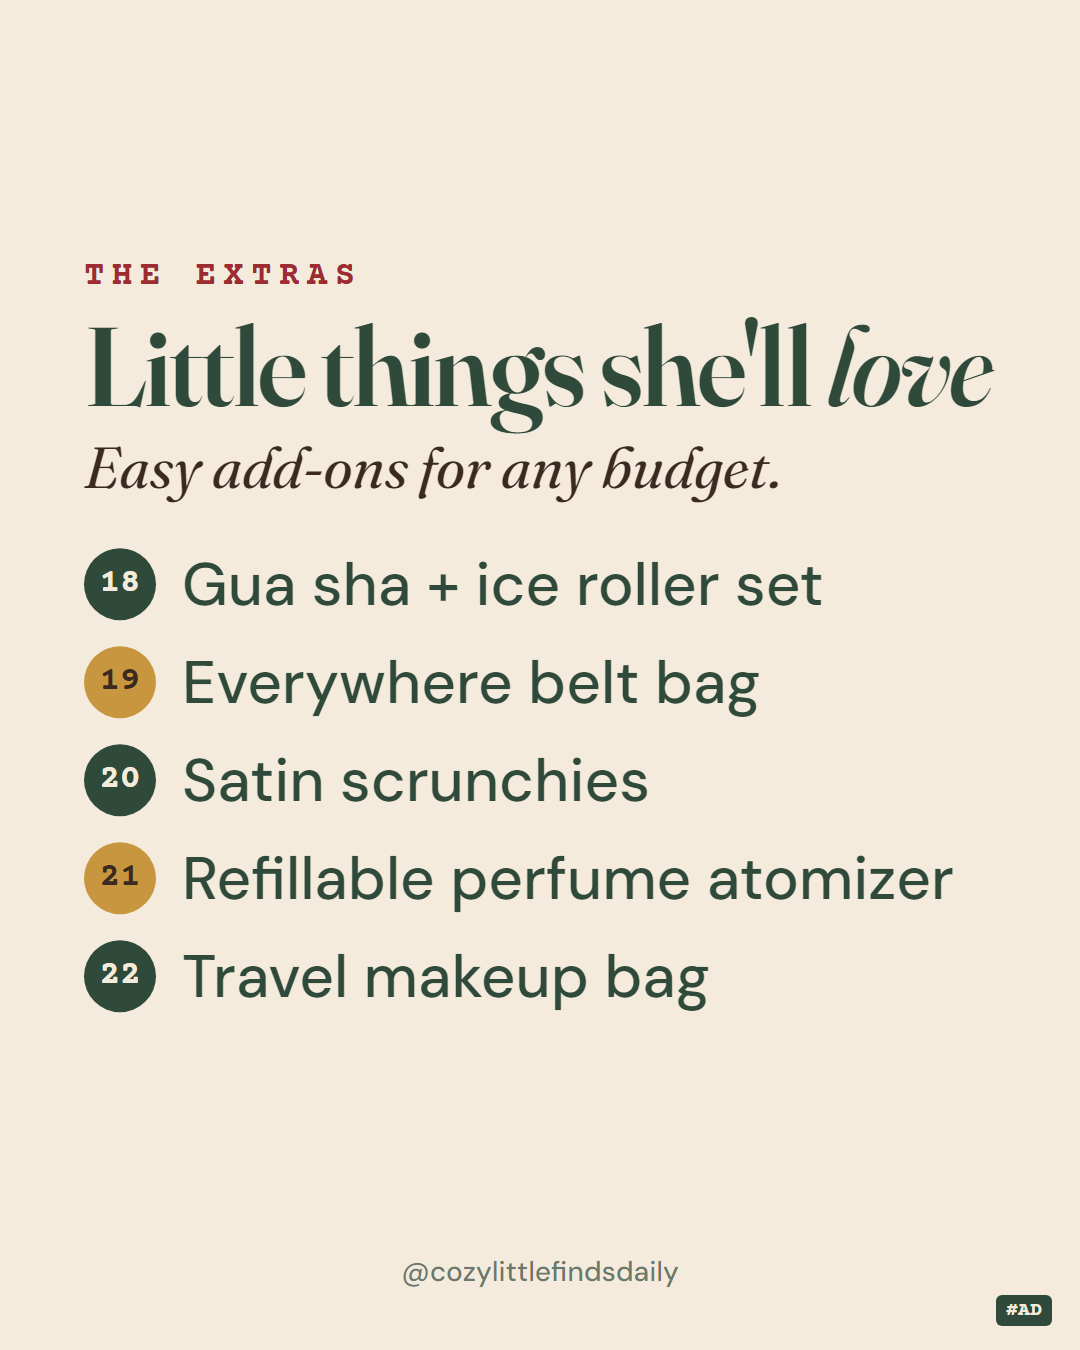 THE EXTRAS
Little things she'll love
Easy add-ons for any budget.
18 Gua sha + ice roller set
19 Everywhere belt bag
20 Satin scrunchies
21 Refillable perfume atomizer
22 Travel makeup bag
@cozylittlefindsdaily
#AD